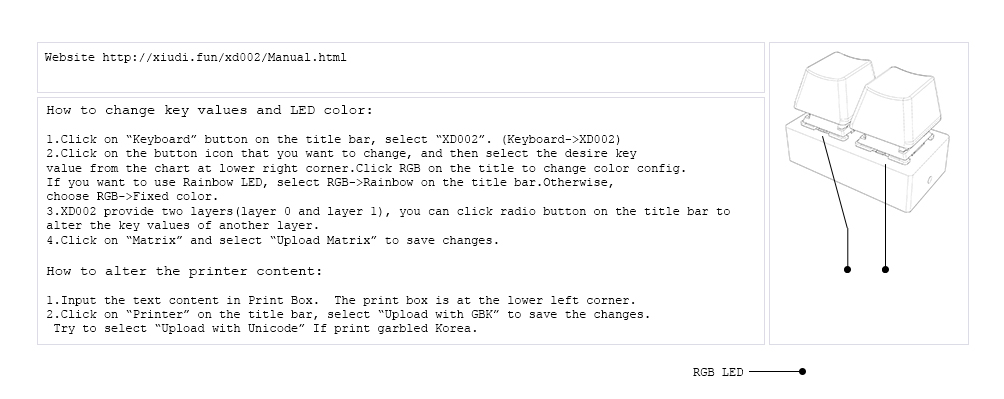 Website http://xiudi.fun/xd002/Manual.html
How to change key values and LED color:
1.Click on “Keyboard” button on the title bar, select “XD002”. (Keyboard->XD002)
2.Click on the button icon that you want to change, and then select the desire key
value from the chart at lower right corner.Click RGB on the title to change color config.
If you want to use Rainbow LED, select RGB->Rainbow on the title bar.Otherwise,
choose RGB->Fixed color.
3.XD002 provide two layers(layer 0 and layer 1), you can click radio button on the title bar to
alter the key values of another layer.
4.Click on “Matrix” and select “Upload Matrix” to save changes.
How to alter the printer content:
1.Input the text content in Print Box.  The print box is at the lower left corner.
2.Click on “Printer” on the title bar, select “Upload with GBK” to save the changes.
Try to select “Upload with Unicode” If print garbled Korea.
RGB LED